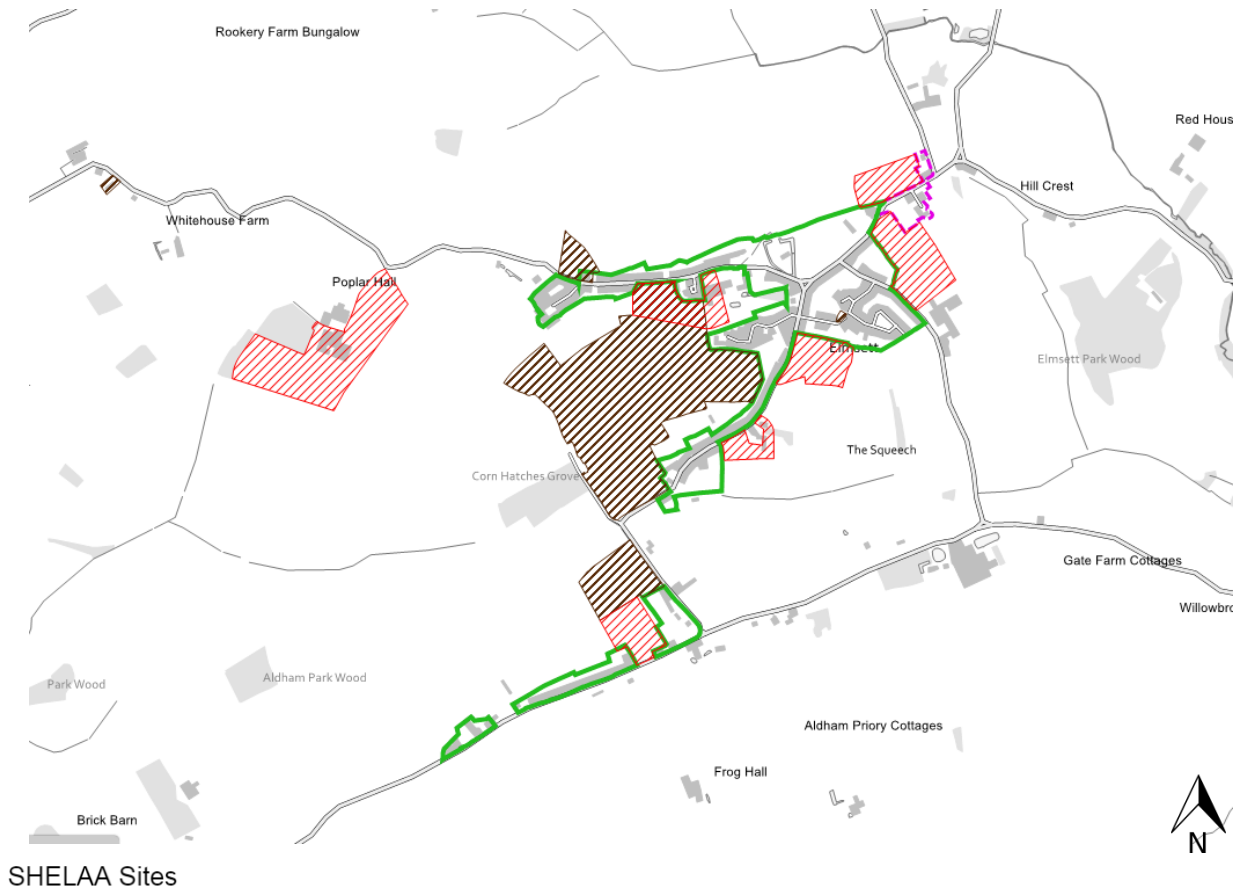 Rookery Farm Bungalow
Red Hous
Hill Crest
Whitehouse Farm
Poplar Hall
Elmsett
Elmsett Park Wood
The Squeech
Corn Hatches Grove
Gate Farm Cottages
Willowbro
Park Wood
Aldham Park Wood
Aldham Priory Cottages
Frog Hall
Brick Barn
N
SHELAA Sites